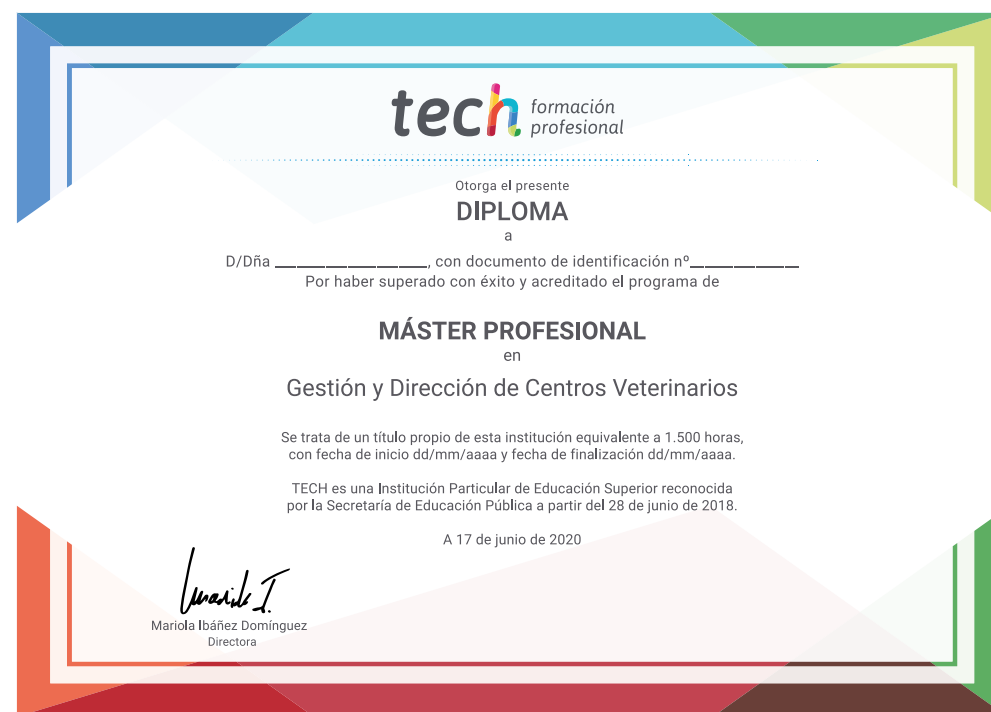 tech formación
profesional
Otorga el presente
DIPLOMA
a
D/Dña ______________, con documento de identificación nº__________
Por haber superado con éxito y acreditado el programa de
MÁSTER PROFESIONAL
en
Gestión y Dirección de Centros Veterinarios
Se trata de un título propio de esta institución equivalente a 1.500 horas,
con fecha de inicio dd/mm/aaaa y fecha de finalización dd/mm/aaaa.
TECH es una Institución Particular de Educación Superior reconocida
por la Secretaría de Educación Pública a partir del 28 de junio de 2018.
A 17 de junio de 2020
Mariola I.
Mariola Ibáñez Domínguez
Directora